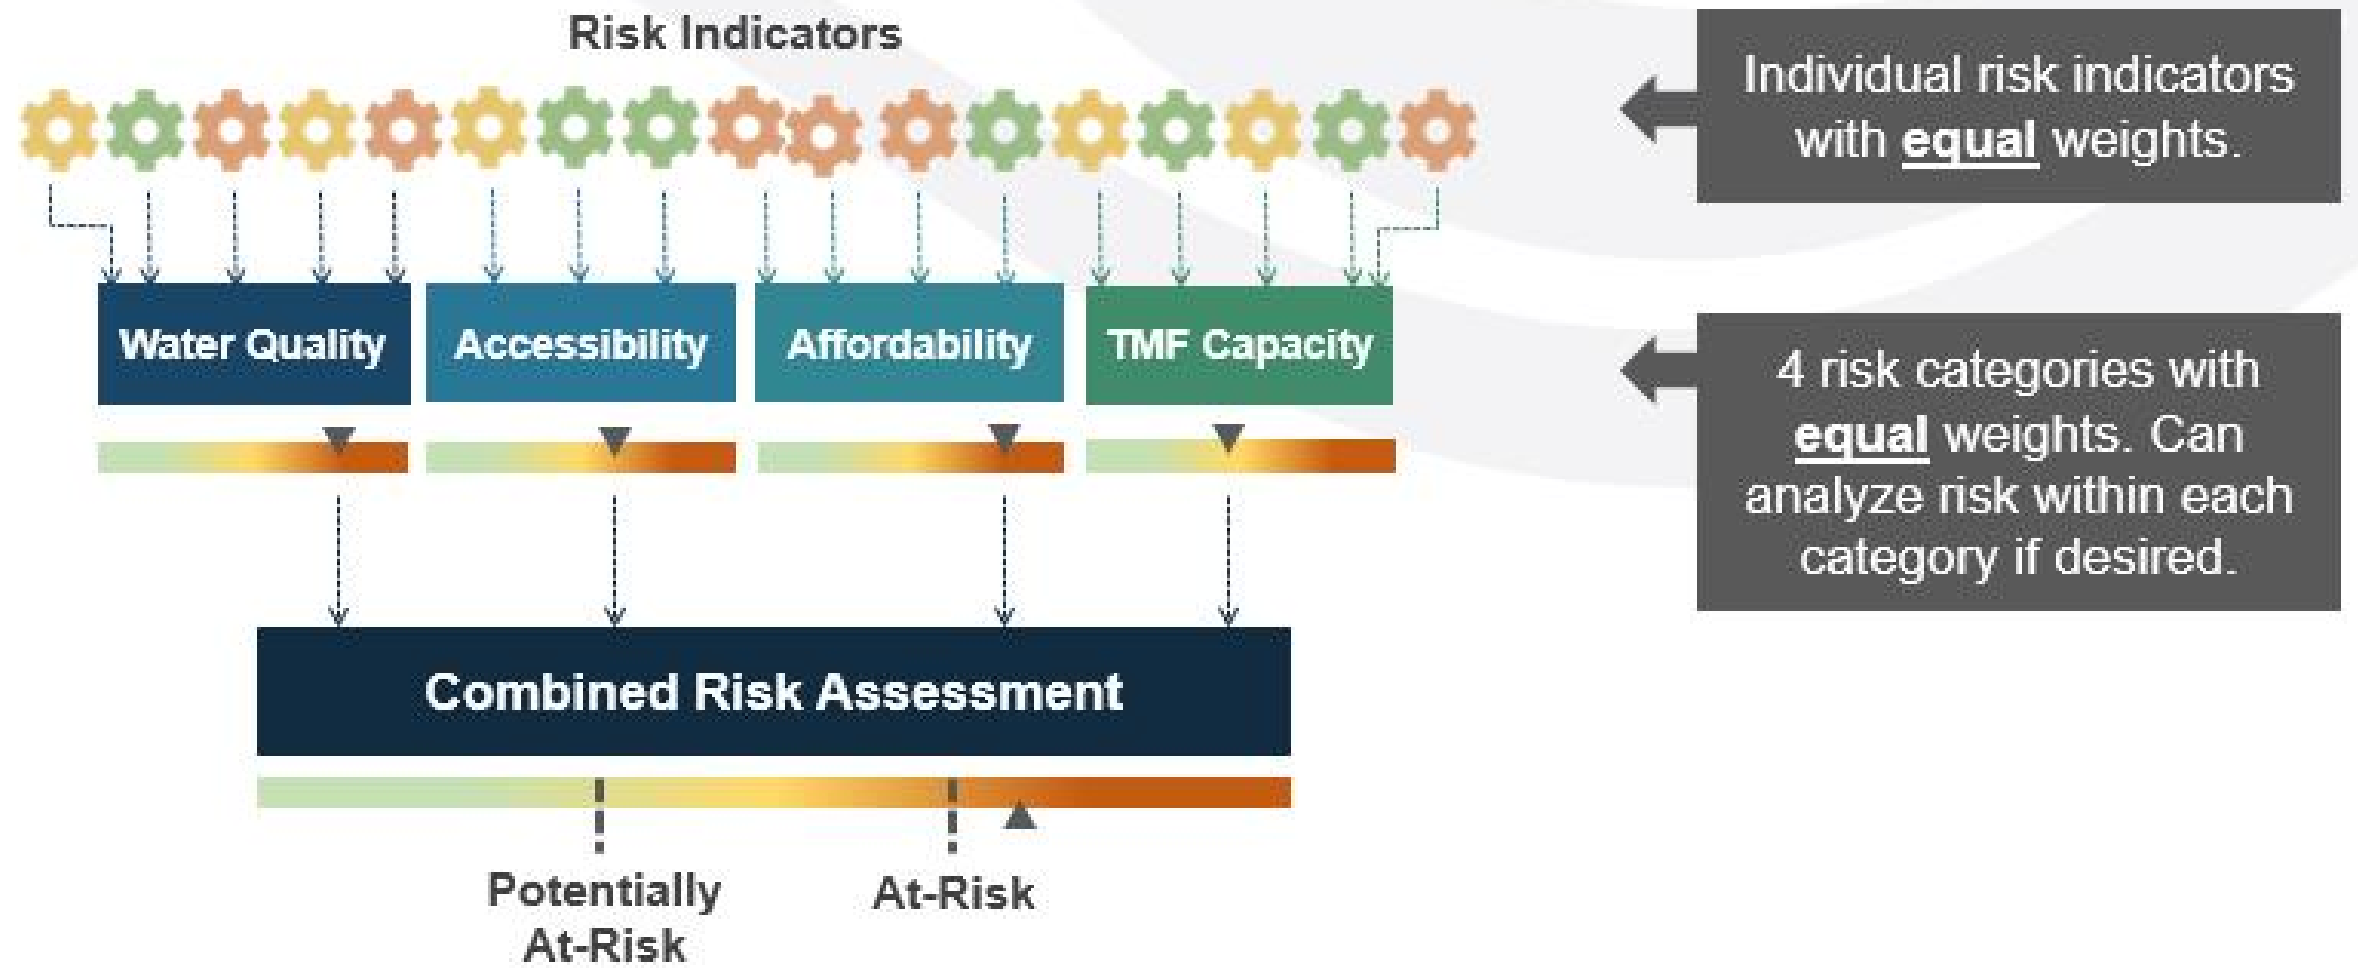 Risk Indicators
Individual risk indicators
with equal weights.
Water Quality
Accessibility
Affordability
TMF Capacity
4 risk categories with
equal weights. Can
analyze risk within each
category if desired.
Combined Risk Assessment
Potentially
At-Risk
At-Risk